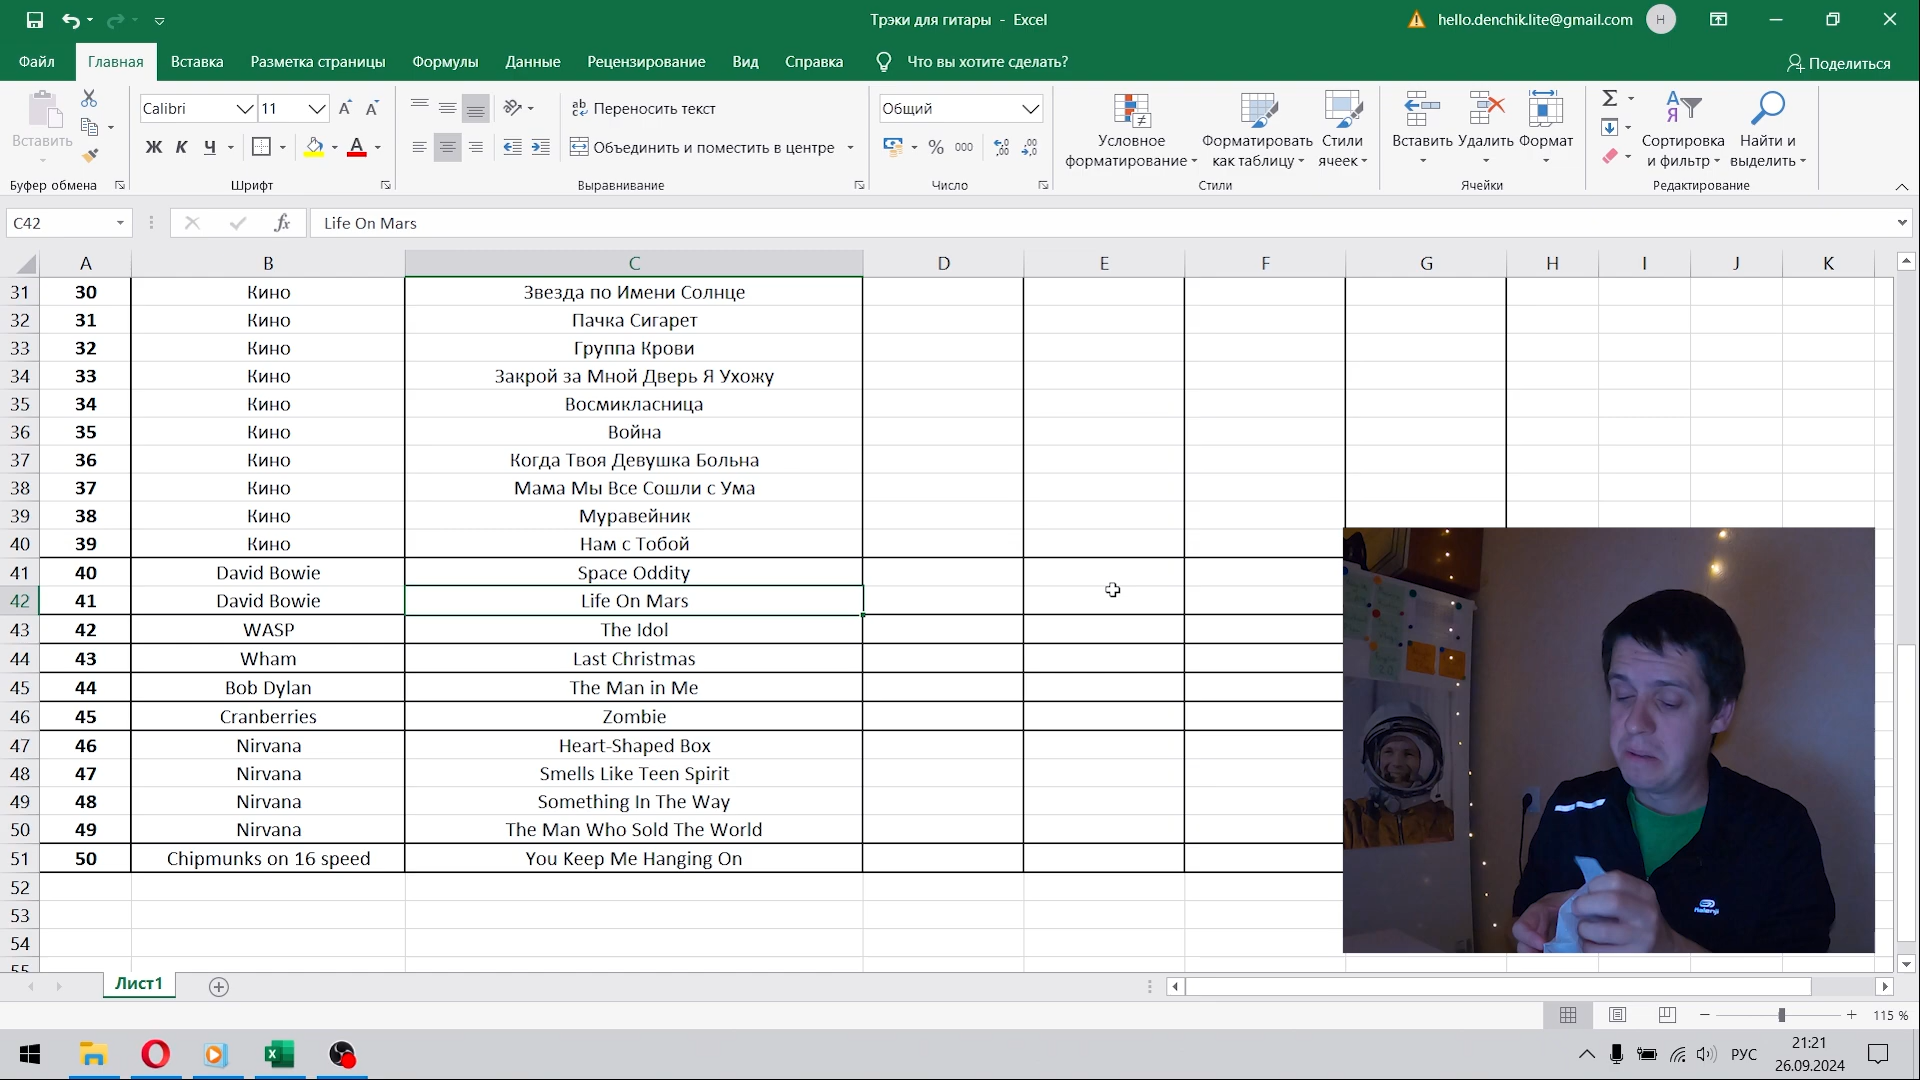 Трэки для гитары - Excel
hello.denchik.lite@gmail.com
H
Файл Главная Вставка Разметка страницы Формулы Данные Рецензирование Вид Справка Что вы хотите сделать? Поделиться
Вставить
Буфер обмена
Calibri 11
Ж К Ч
Шрифт
Переносить текст
Объединить и поместить в центре
Выравнивание
Общий
% 000
Число
Условное форматирование
Форматировать как таблицу
Стили ячеек
Стили
Вставить Удалить Формат
Ячейки
Сортировка и фильтр
Найти и выделить
Редактирование
C42
fx
Life On Mars
A B C D E F G H I J K
31 30 Кино Звезда по Имени Солнце
32 31 Кино Пачка Сигарет
33 32 Кино Группа Крови
34 33 Кино Закрой за Мной Дверь Я Ухожу
35 34 Кино Восмикласница
36 35 Кино Война
37 36 Кино Когда Твоя Девушка Больна
38 37 Кино Мама Мы Все Сошли с Ума
39 38 Кино Муравейник
40 39 Кино Нам с Тобой
41 40 David Bowie Space Oddity
42 41 David Bowie Life On Mars
43 42 WASP The Idol
44 43 Wham Last Christmas
45 44 Bob Dylan The Man in Me
46 45 Cranberries Zombie
47 46 Nirvana Heart-Shaped Box
48 47 Nirvana Smells Like Teen Spirit
49 48 Nirvana Something In The Way
50 49 Nirvana The Man Who Sold The World
51 50 Chipmunks on 16 speed You Keep Me Hanging On
52
53
54
55
Лист1
115 %
РУС
21:21
26.09.2024